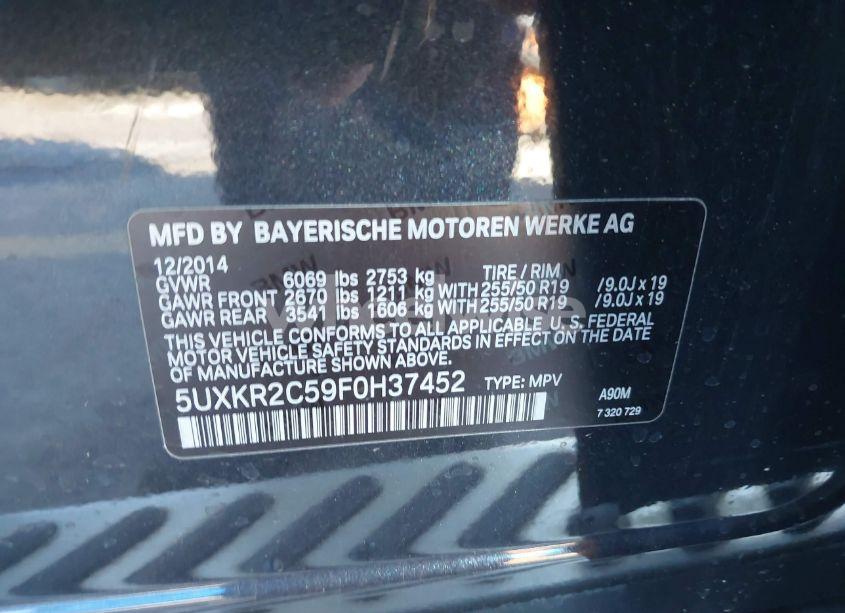 MFD BY BAYERISCHE MOTOREN WERKE AG
12/2014 TIRE / RIM
GVWR 6069 lbs 2753 kg
GAWR FRONT 2670 lbs 1211 kg WITH 255/50 R19 /9.0J x 19
GAWR REAR 3541 lbs 1606 kg WITH 255/50 R19 /9.0J x 19
THIS VEHICLE CONFORMS TO ALL APPLICABLE U. S. FEDERAL
MOTOR VEHICLE SAFETY STANDARDS IN EFFECT ON THE DATE
OF MANUFACTURE SHOWN ABOVE.
5UXKR2C59F0H37452 TYPE: MPV A90M
7 320 729